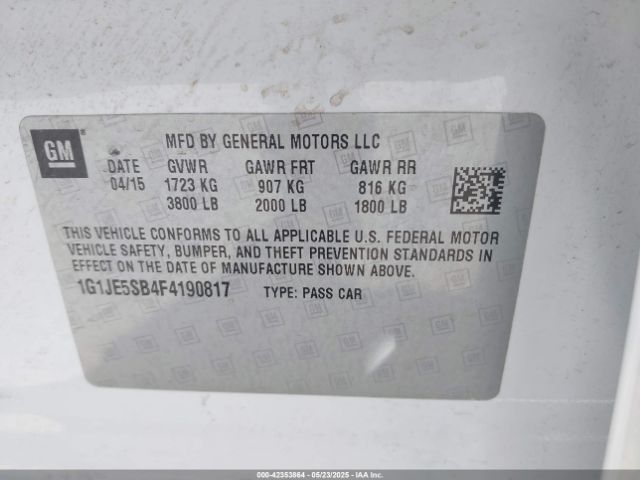 GM
MFD BY GENERAL MOTORS LLC
DATE GVWR GAWR FRT GAWR RR
04/15 1723 KG 907 KG 816 KG
3800 LB 2000 LB 1800 LB
THIS VEHICLE CONFORMS TO ALL APPLICABLE U.S. FEDERAL MOTOR
VEHICLE SAFETY, BUMPER, AND THEFT PREVENTION STANDARDS IN
EFFECT ON THE DATE OF MANUFACTURE SHOWN ABOVE.
1G1JE5SB4F4190817 TYPE: PASS CAR
000-42353864 05/23/2025 IAAI.COM